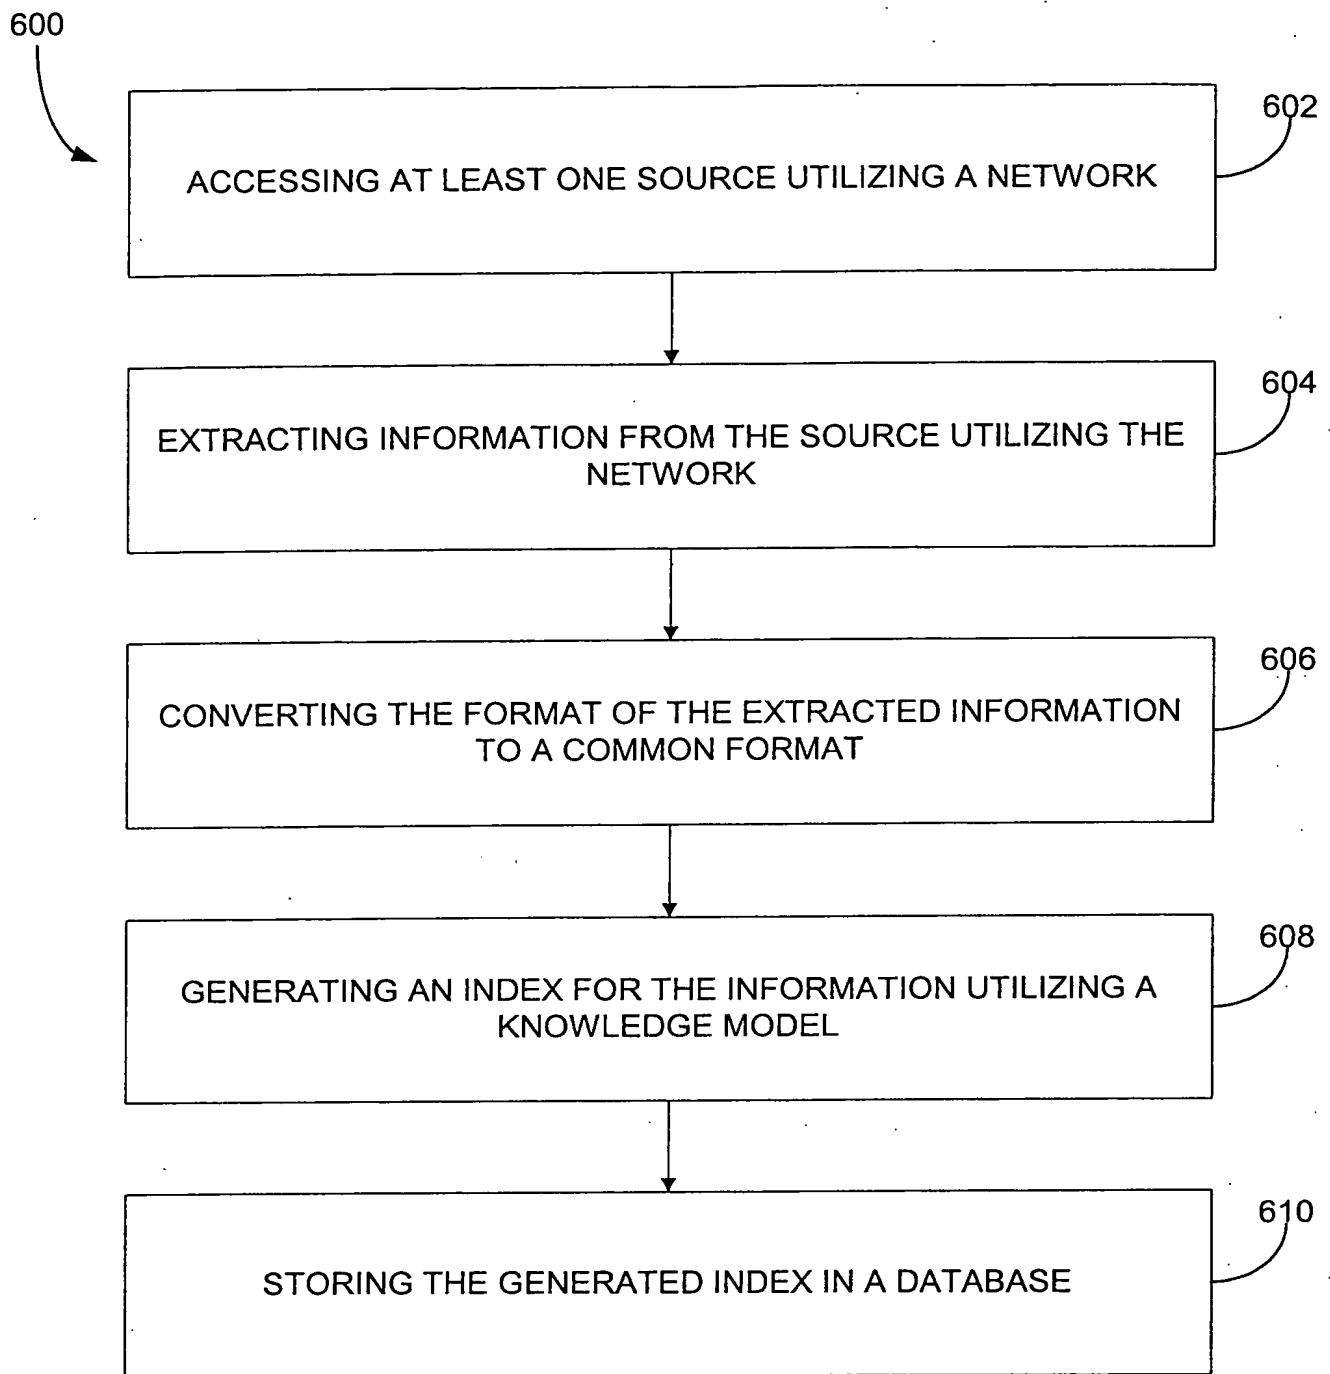 600
602
ACCESSING AT LEAST ONE SOURCE UTILIZING A NETWORK
604
EXTRACTING INFORMATION FROM THE SOURCE UTILIZING THE
NETWORK
606
CONVERTING THE FORMAT OF THE EXTRACTED INFORMATION
TO A COMMON FORMAT
608
GENERATING AN INDEX FOR THE INFORMATION UTILIZING A
KNOWLEDGE MODEL
610
STORING THE GENERATED INDEX IN A DATABASE